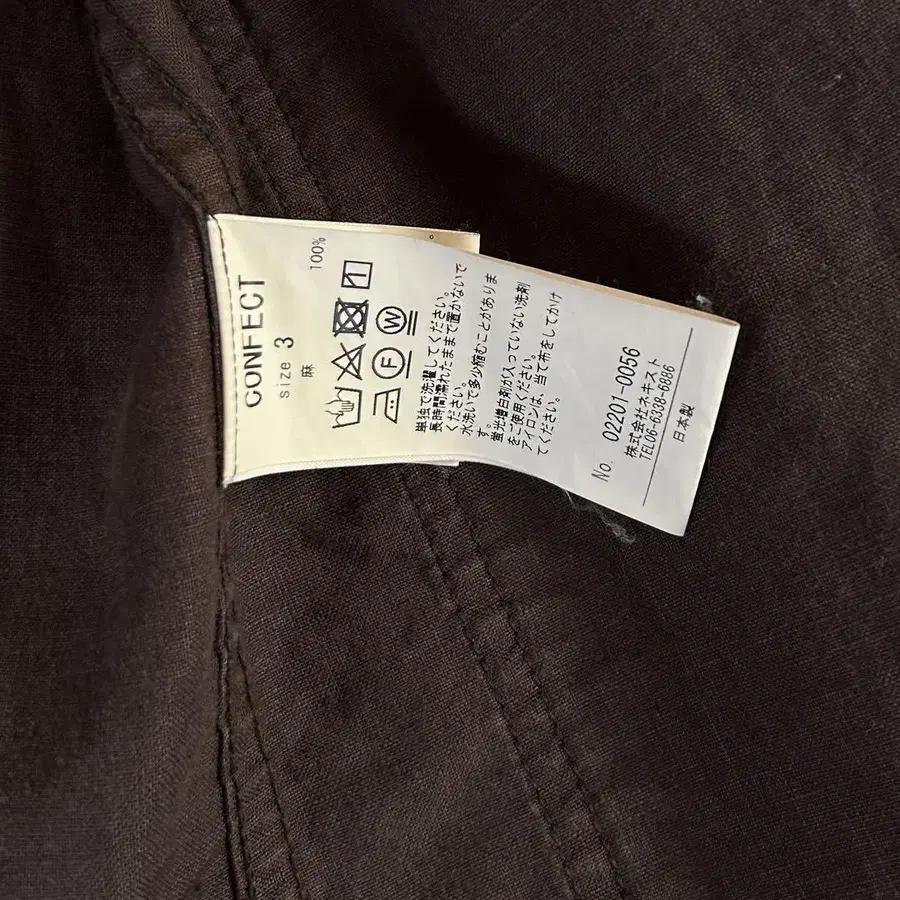 CONFECT
size 3
麻 100%
F W
単独で洗濯してください。
長時間濡れたままで置かないで
ください。
水洗いで多少縮むことがありま
す。
蛍光増白剤が入っていない洗剤
をご使用ください。
アイロンは、当て布をしてかけ
てください。
No. 02201-0056
株式会社ネキスト
TEL06-6338-6886
日本製